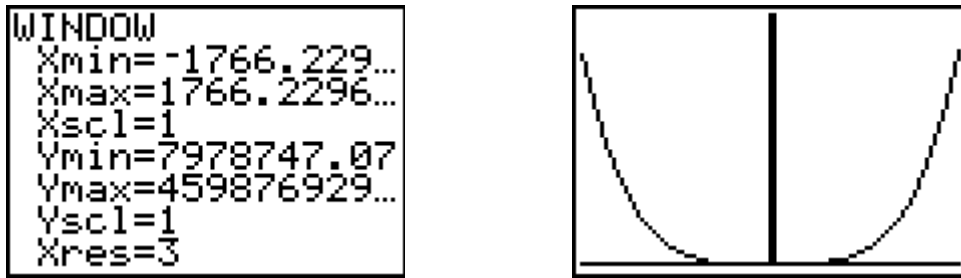 WINDOW
Xmin=⁻1766.229…
Xmax=1766.2296…
Xscl=1
Ymin=7978747.07
Ymax=459876929…
Yscl=1
Xres=3